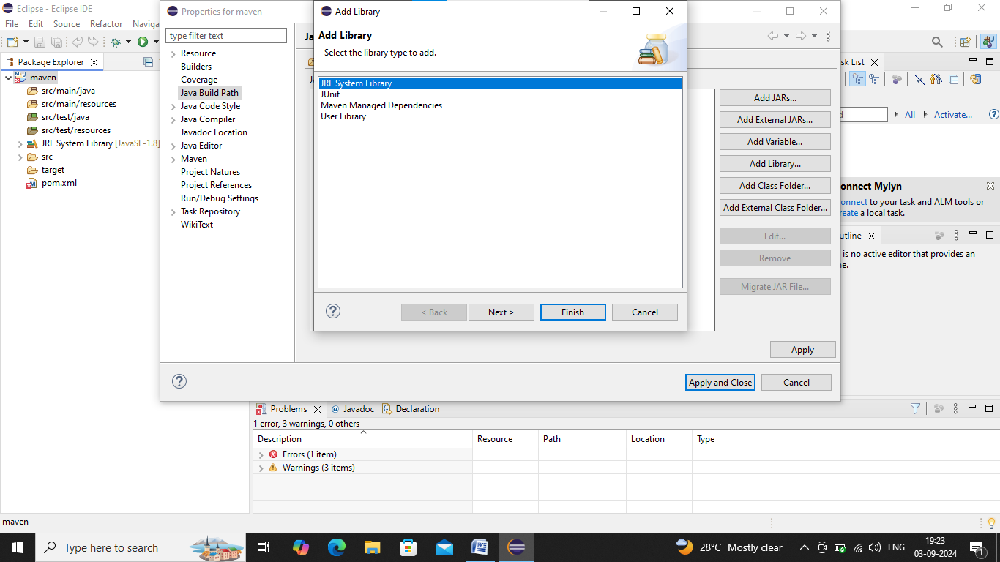 Eclipse - Eclipse IDE
File Edit Source Refactor Naviga
Package Explorer
maven
src/main/java
src/main/resources
src/test/java
src/test/resources
JRE System Library [JavaSE-1.8]
src
target
pom.xml
Properties for maven
type filter text
Resource
Builders
Coverage
Java Build Path
Java Code Style
Java Compiler
Javadoc Location
Java Editor
Maven
Project Natures
Project References
Run/Debug Settings
Task Repository
WikiText
Add Library
Add Library
Select the library type to add.
JRE System Library
JUnit
Maven Managed Dependencies
User Library
< Back Next > Finish Cancel
Add JARs...
Add External JARs...
Add Variable...
Add Library...
Add Class Folder...
Add External Class Folder...
Edit...
Remove
Migrate JAR File...
Apply
Apply and Close Cancel
sk List
All Activate...
onnect Mylyn
onnect to your task and ALM tools or
reate a local task.
utline
is no active editor that provides an
ne.
Problems @ Javadoc Declaration
1 error, 3 warnings, 0 others
Description Resource Path Location Type
Errors (1 item)
Warnings (3 items)
maven
Type here to search
28°C Mostly clear
ENG
19:23
03-09-2024
1